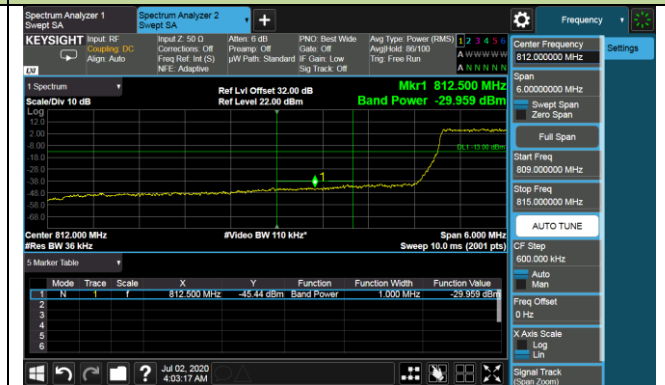 Spectrum Analyzer 1
Swept SA
Spectrum Analyzer 2
Swept SA
+
Frequency
KEYSIGHT
Input: RF
Coupling: DC
Align: Auto
Input Z: 50 Ω
Corrections: Off
Freq Ref: Int (S)
NFE: Adaptive
Atten: 6 dB
Preamp: Off
µW Path: Standard
PNO: Best Wide
Gate: Off
IF Gain: Low
Sig Track: Off
Avg Type: Power (RMS)
Avg|Hold: 86/100
Trig: Free Run
1 2 3 4 5 6
A W W W W W
A N N N N N
LXI
Center Frequency
812.000000 MHz
Settings
Span
6.00000000 MHz
Swept Span
Zero Span
Full Span
Start Freq
809.000000 MHz
Stop Freq
815.000000 MHz
AUTO TUNE
CF Step
600.000 kHz
Auto
Man
Freq Offset
0 Hz
X Axis Scale
Log
Lin
Signal Track
(Span Zoom)
1 Spectrum
Scale/Div 10 dB
Ref Lvl Offset 32.00 dB
Ref Level 22.00 dBm
Mkr1 812.500 MHz
Band Power -29.959 dBm
Log
12.0
2.00
-8.00
-18.0
-28.0
-38.0
-48.0
-58.0
-68.0
DL1 -13.00 dBm
1
Center 812.000 MHz
#Res BW 36 kHz
#Video BW 110 kHz*
Span 6.000 MHz
Sweep 10.0 ms (2001 pts)
5 Marker Table
Mode Trace Scale X Y Function Function Width Function Value
1 N 1 f 812.500 MHz -45.44 dBm Band Power 1.000 MHz -29.959 dBm
2
3
4
5
6
?
Jul 02, 2020
4:03:17 AM